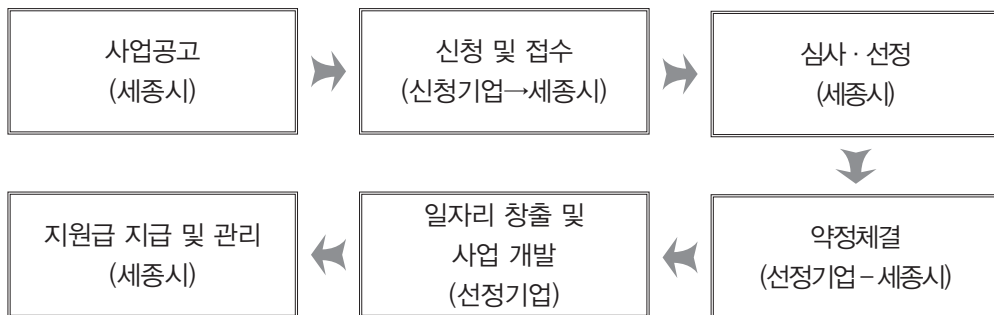 사업공고
(세종시)
신청 및 접수
(신청기업→세종시)
심사 · 선정
(세종시)
약정체결
(선정기업 – 세종시)
일자리 창출 및
사업 개발
(선정기업)
지원급 지급 및 관리
(세종시)